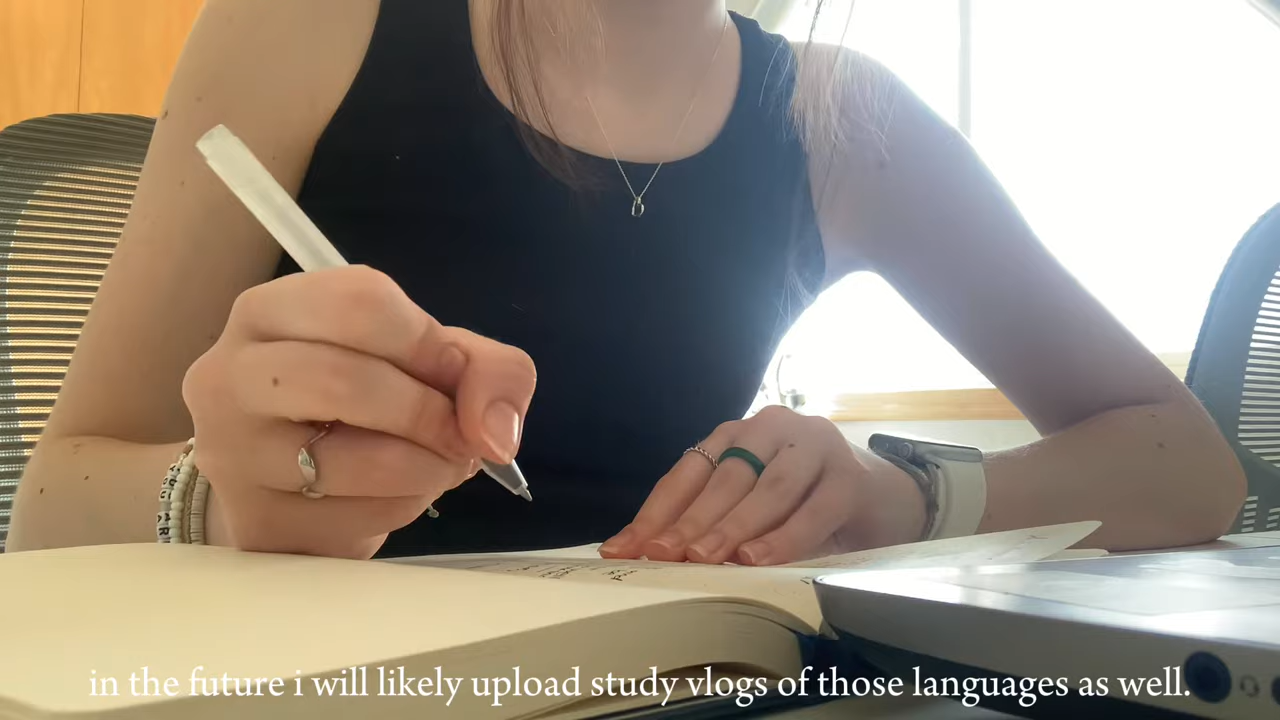 in the future i will likely upload study vlogs of those languages as well.